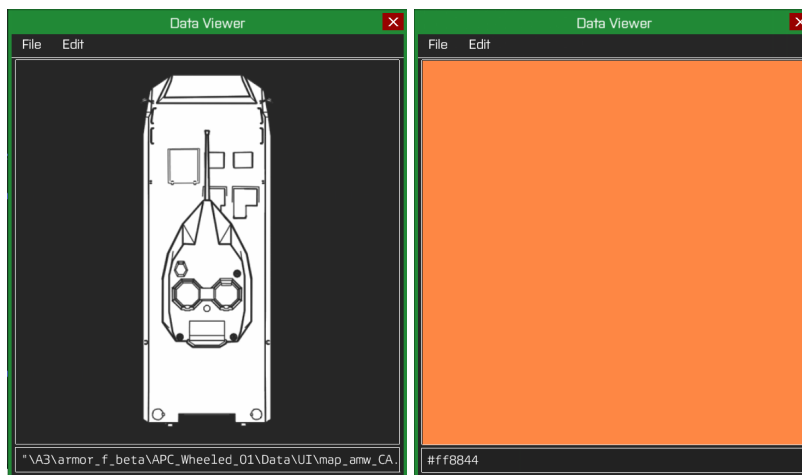 Data Viewer
File Edit
"\A3\armor_f_beta\APC_Wheeled_01\Data\UI\map_amw_CA.
Data Viewer
File Edit
#ff8844